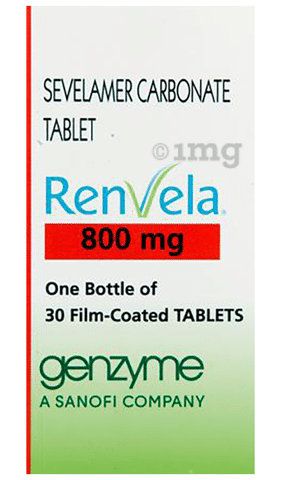 SEVELAMER CARBONATE
TABLET
©1mg
RenVela®
800 mg
One Bottle of
30 Film-Coated TABLETS
genzyme
A SANOFI COMPANY